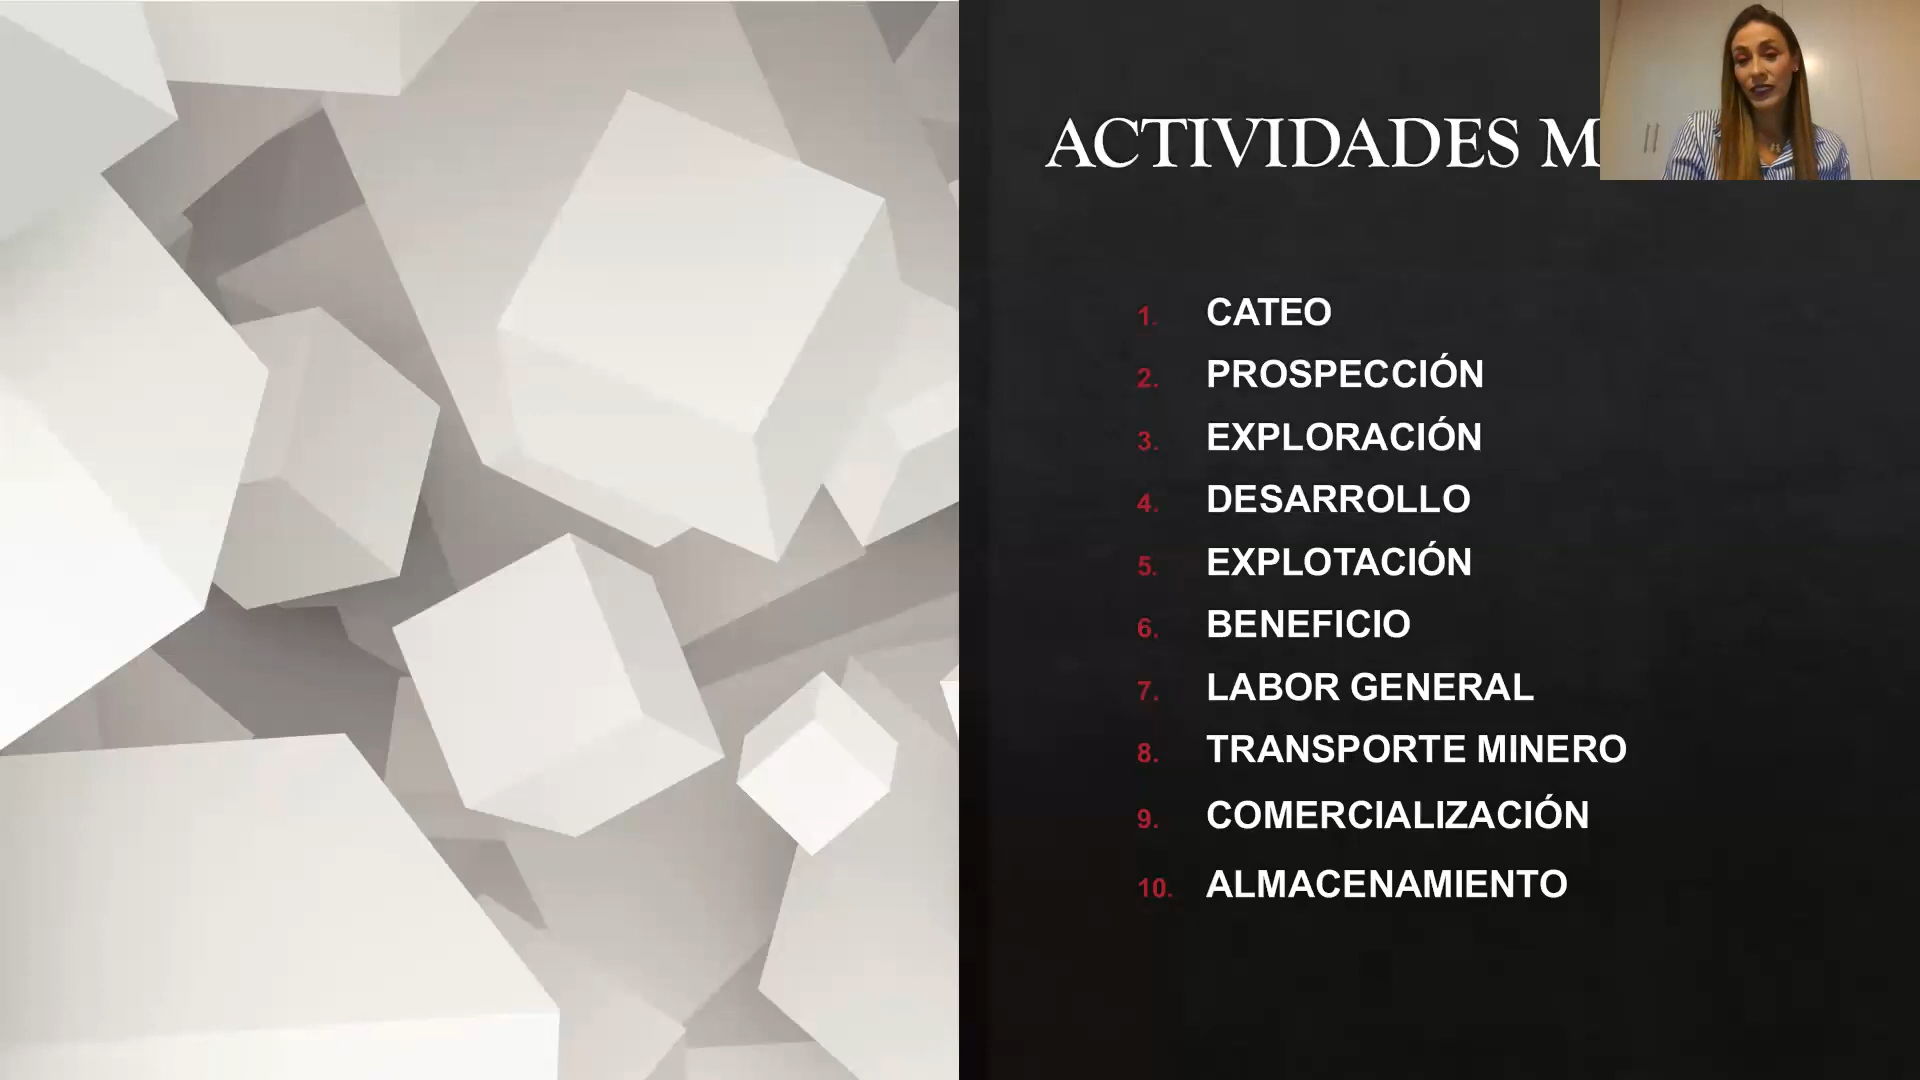 ACTIVIDADES M
1. CATEO
2. PROSPECCIÓN
3. EXPLORACIÓN
4. DESARROLLO
5. EXPLOTACIÓN
6. BENEFICIO
7. LABOR GENERAL
8. TRANSPORTE MINERO
9. COMERCIALIZACIÓN
10. ALMACENAMIENTO